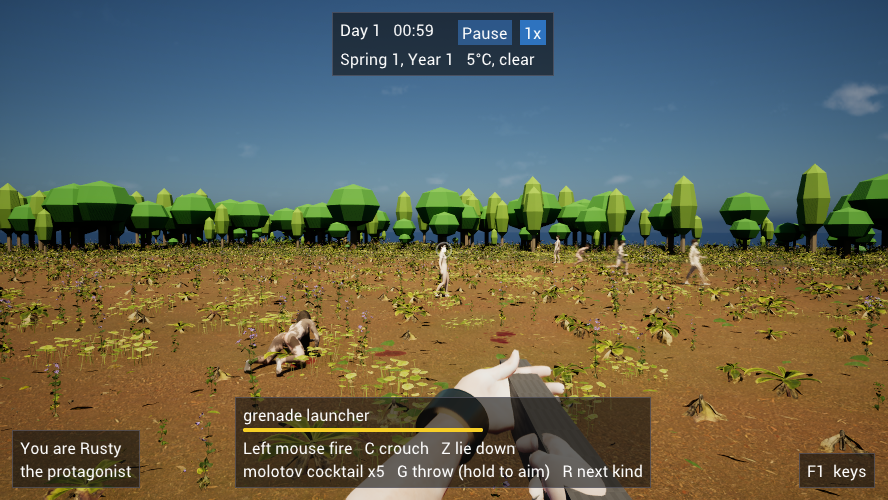 Day 1 00:59 Pause 1x
Spring 1, Year 1 5°C, clear
grenade launcher
Left mouse fire C crouch Z lie down
molotov cocktail x5 G throw (hold to aim) R next kind
You are Rusty
the protagonist
F1 keys